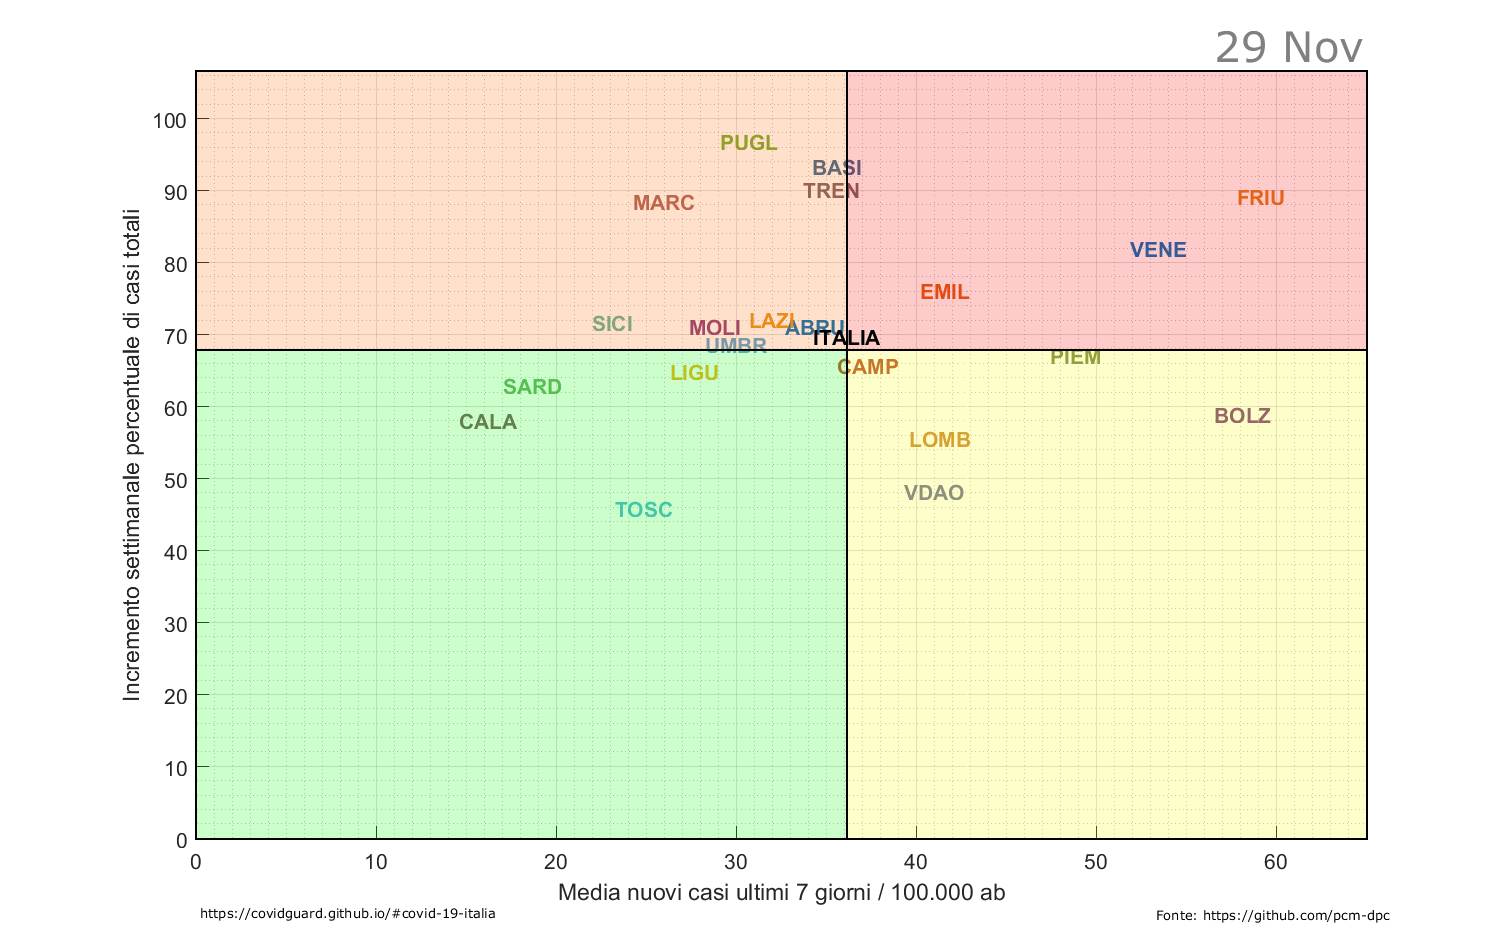 29 Nov
Incremento settimanale percentuale di casi totali
100
90
80
70
60
50
40
30
20
10
0
PUGL
BASI
TREN
MARC
FRIU
VENE
EMIL
SICI
MOLI
LAZI
ABRU
ITALIA
UMBR
PIEM
CAMP
LIGU
SARD
CALA
BOLZ
LOMB
VDAO
TOSC
0 10 20 30 40 50 60
Media nuovi casi ultimi 7 giorni / 100.000 ab
https://covidguard.github.io/#covid-19-italia
Fonte: https://github.com/pcm-dpc